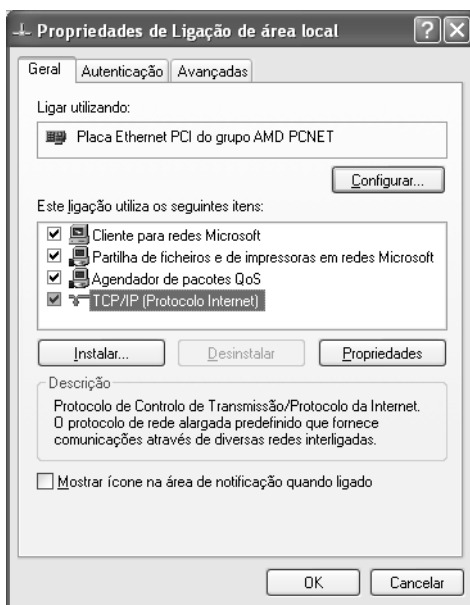 Propriedades de Ligação de área local
Geral Autenticação Avançadas
Ligar utilizando:
Placa Ethernet PCI do grupo AMD PCNET
Configurar...
Este ligação utiliza os seguintes itens:
Cliente para redes Microsoft
Partilha de ficheiros e de impressoras em redes Microsoft
Agendador de pacotes QoS
TCP/IP (Protocolo Internet)
Instalar... Desinstalar Propriedades
Descrição
Protocolo de Controlo de Transmissão/Protocolo da Internet.
O protocolo de rede alargada predefinido que fornece
comunicações através de diversas redes interligadas.
Mostrar ícone na área de notificação quando ligado
OK Cancelar